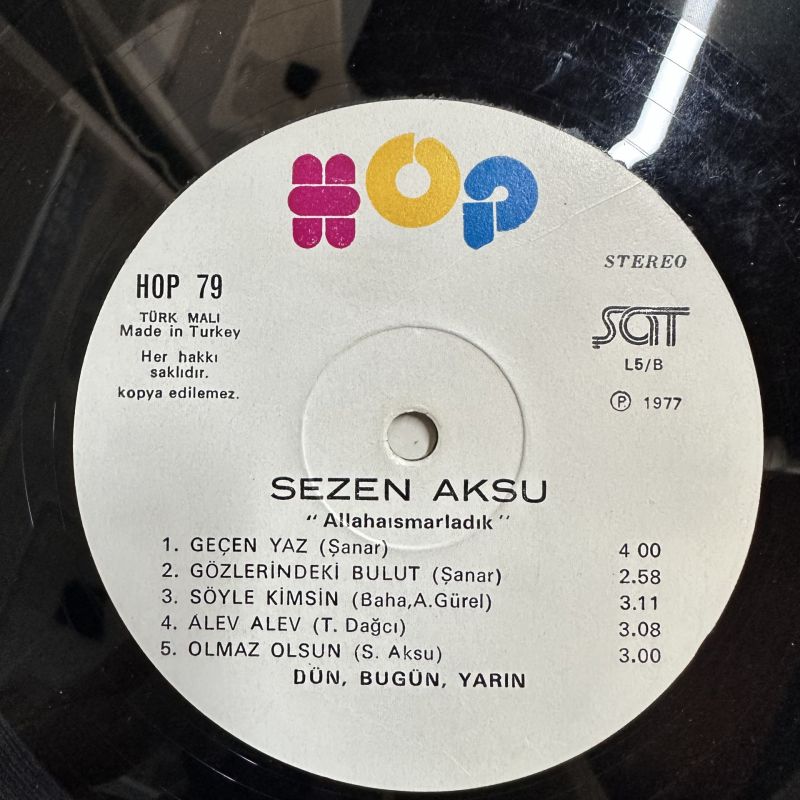 HOP
STEREO
HOP 79
TÜRK MALI
Made in Turkey
Her hakkı
saklıdır.
kopya edilemez.
ŞAT
L5/B
Ⓟ 1977
SEZEN AKSU
"Allahaısmarladık"
1. GEÇEN YAZ (Şanar) 4 00
2. GÖZLERİNDEKİ BULUT (Şanar) 2.58
3. SÖYLE KİMSİN (Baha,A.Gürel) 3.11
4. ALEV ALEV (T. Dağcı) 3.08
5. OLMAZ OLSUN (S. Aksu) 3.00
DÜN, BUGÜN, YARIN